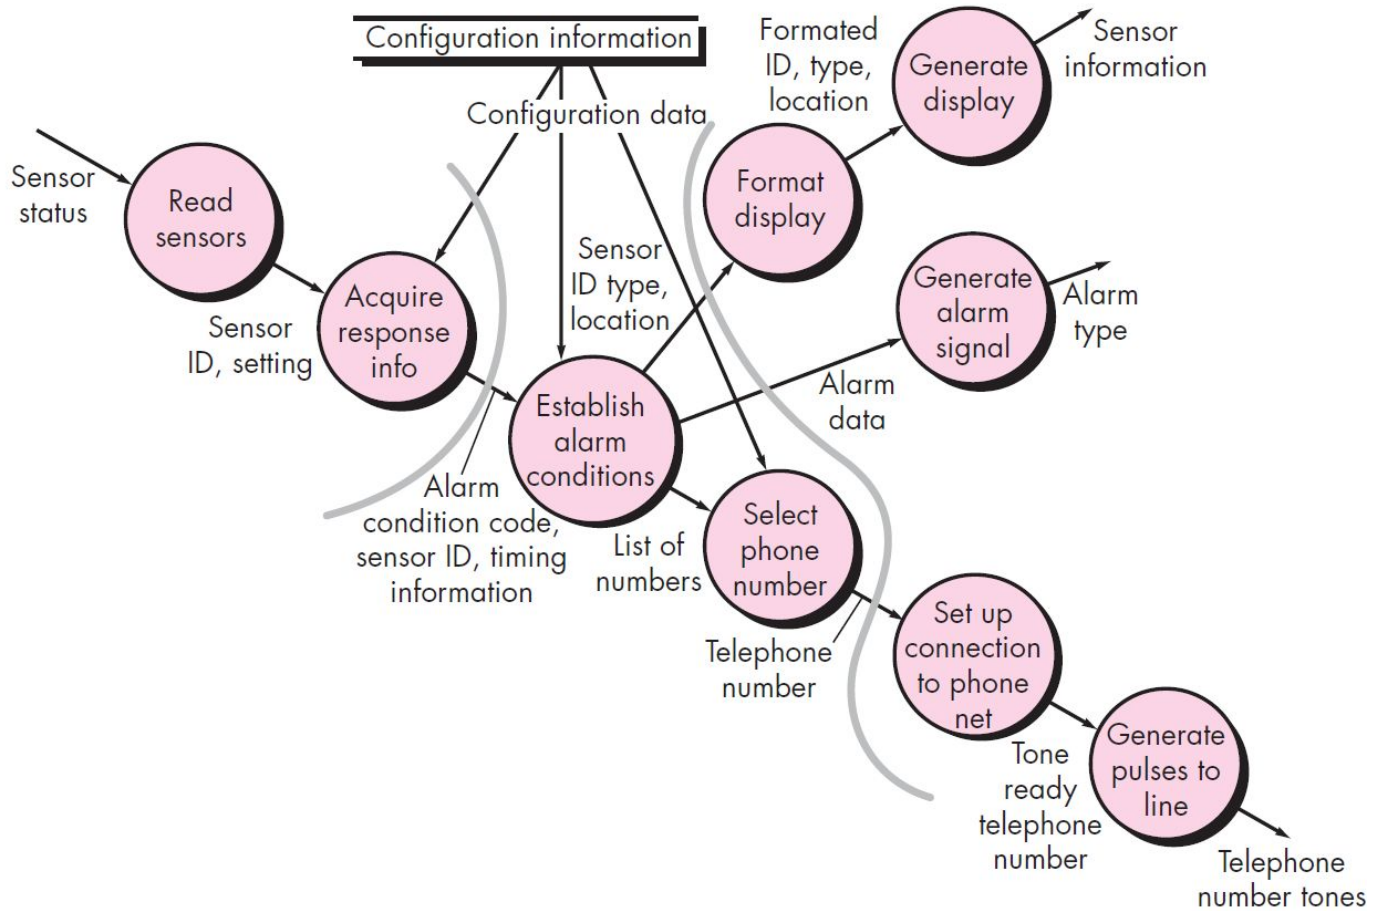 Configuration information
Configuration data
Sensor
status
Read
sensors
Sensor
ID, setting
Acquire
response
info
Alarm
condition code,
sensor ID, timing
information
Establish
alarm
conditions
Sensor
ID type,
location
Format
display
Formated
ID, type,
location
Generate
display
Sensor
information
Alarm
data
Generate
alarm
signal
Alarm
type
List of
numbers
Select
phone
number
Telephone
number
Set up
connection
to phone
net
Tone
ready
telephone
number
Generate
pulses to
line
Telephone
number tones